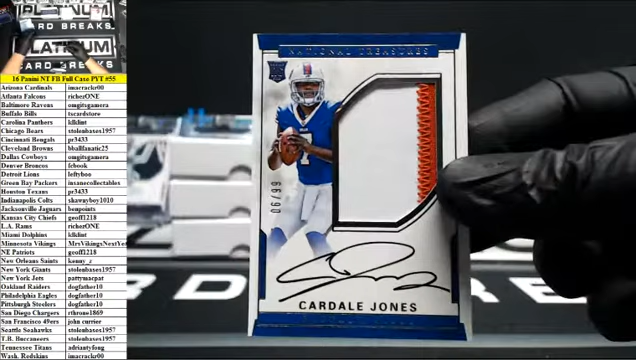 PLATINUM
CARD BREAKS
PLATINUM
CARD BREAKS
16 Panini NT FB Full Case PYT #55
Arizona Cardinals imacrackr00
Atlanta Falcons richerONE
Baltimore Ravens omgitsgamera
Buffalo Bills tscardstore
Carolina Panthers klklint
Chicago Bears stolenbases1957
Cincinnati Bengals pr3433
Cleveland Browns bballfanatic25
Dallas Cowboys omgitsgamera
Denver Broncos fcbook
Detroit Lions leftyboo
Green Bay Packers insanecollectables
Houston Texans pr3433
Indianapolis Colts shawnyboy1010
Jacksonville Jaguars benpoints
Kansas City Chiefs geoff1218
L.A. Rams richerONE
Miami Dolphins klklint
Minnesota Vikings MrsVikingsNextYe
NE Patriots geoff1218
New Orleans Saints kenny_z
New York Giants stolenbases1957
New York Jets pattymacpat
Oakland Raiders dogfather10
Philadelphia Eagles dogfather10
Pittsburgh Steelers dogfather10
San Diego Chargers rthrone1869
San Francisco 49ers john currier
Seattle Seahawks stolenbases1957
T.B. Buccaneers stolenbases1957
Tennessee Titans adriantyfong
Wash. Redskins imacrackr00
NATIONAL TREASURES
7
06/99
CARDALE JONES